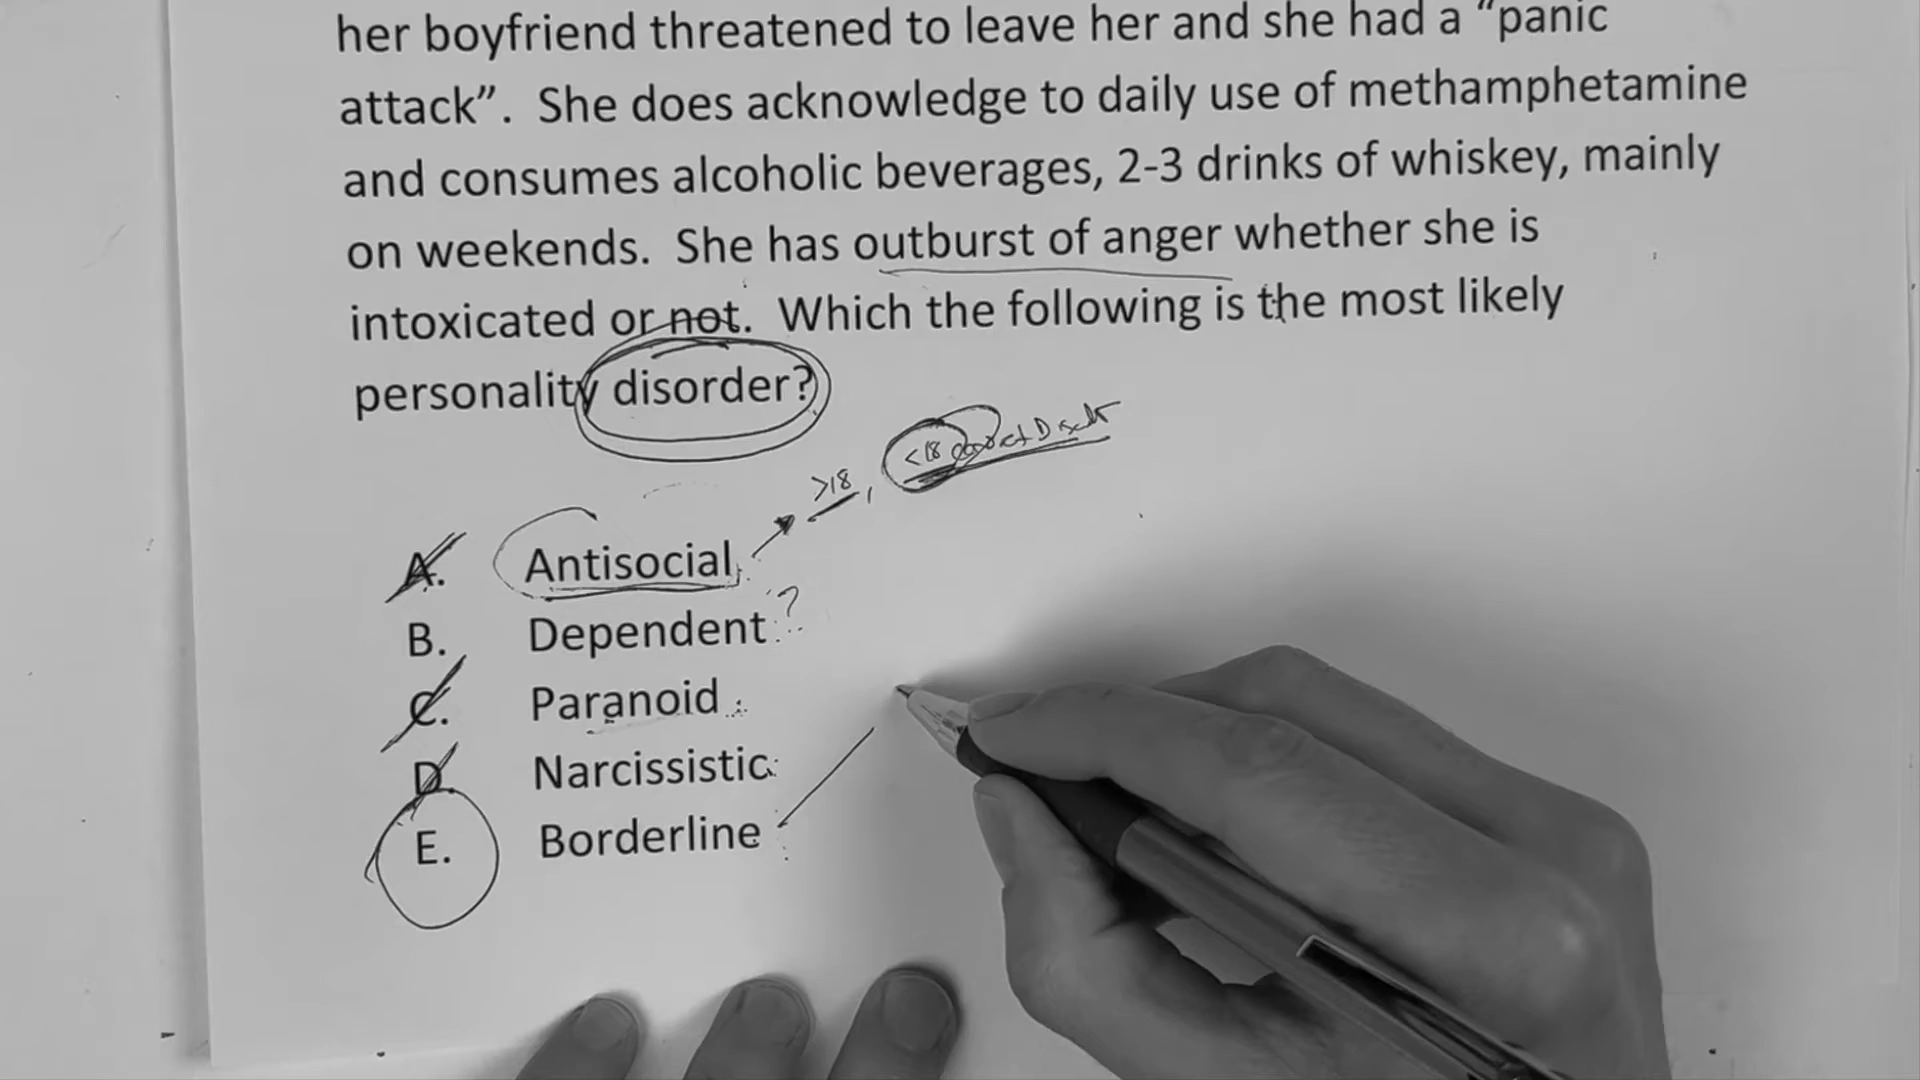 her boyfriend threatened to leave her and she had a “panic
attack”. She does acknowledge to daily use of methamphetamine
and consumes alcoholic beverages, 2-3 drinks of whiskey, mainly
on weekends. She has outburst of anger whether she is
intoxicated or not. Which the following is the most likely
personality disorder?
>18, <18
A. Antisocial
B. Dependent ?
C. Paranoid
D. Narcissistic
E. Borderline